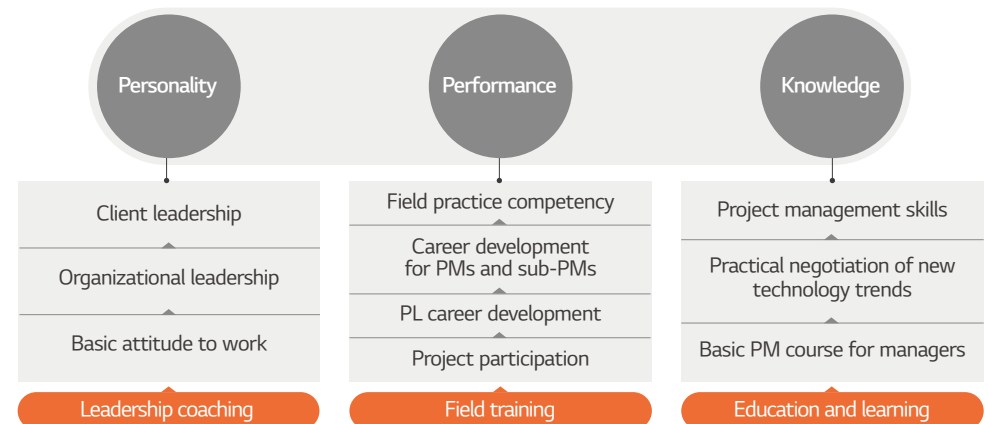 Personality
Performance
Knowledge
Client leadership
Organizational leadership
Basic attitude to work
Leadership coaching
Field practice competency
Career development
for PMs and sub-PMs
PL career development
Project participation
Field training
Project management skills
Practical negotiation of new
technology trends
Basic PM course for managers
Education and learning